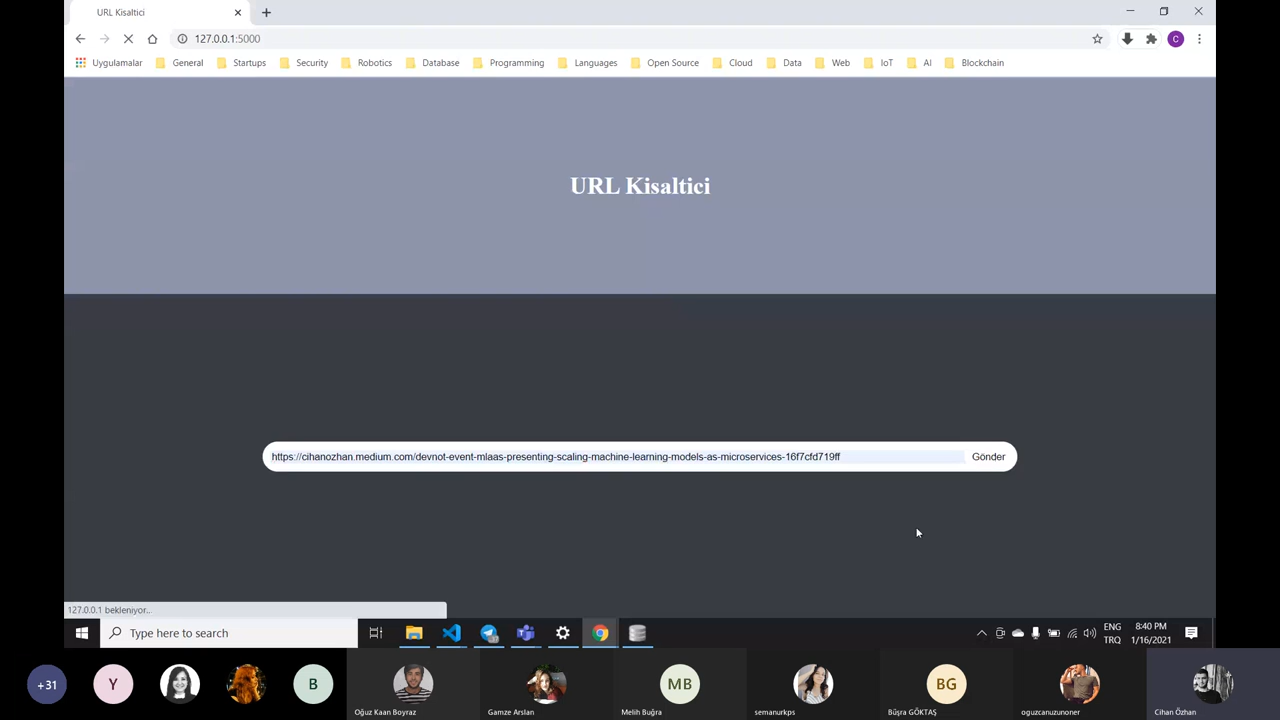 URL Kisaltici
127.0.0.1:5000
Uygulamalar General Startups Security Robotics Database Programming Languages Open Source Cloud Data Web IoT AI Blockchain
C
URL Kisaltici
https://cihanozhan.medium.com/devnot-event-mlaas-presenting-scaling-machine-learning-models-as-microservices-16f7cfd719ff Gönder
127.0.0.1 bekleniyor...
Type here to search
ENG 8:40 PM
TRQ 1/16/2021
+31 Y B MB BG
Oğuz Kaan Boyraz Gamze Arslan Melih Buğra semanurkps Büşra GÖKTAŞ oguzcanuzunoner Cihan Özhan